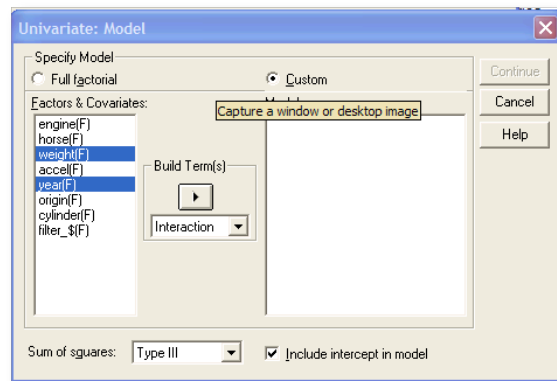 Univariate: Model
Specify Model
Full factorial
Custom
Continue
Factors & Covariates:
Capture a window or desktop image
Cancel
Help
engine(F)
horse(F)
weight(F)
accel(F)
year(F)
origin(F)
cylinder(F)
filter_$(F)
Build Term(s)
Interaction
Sum of squares:
Type III
Include intercept in model